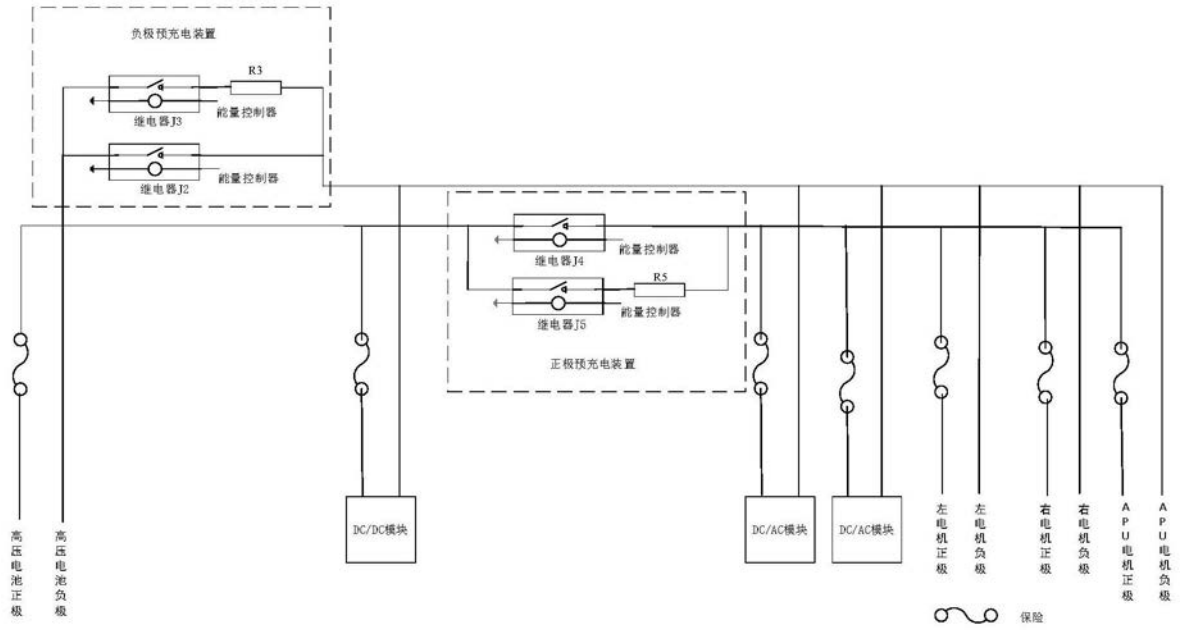 负极预充电装置
R3
能量控制器
继电器J3
能量控制器
继电器J2
能量控制器
继电器J4
R5
能量控制器
继电器J5
正极预充电装置
DC/DC模块
DC/AC模块
DC/AC模块
高压电池正极
高压电池负极
左电机正极
左电机负极
右电机正极
右电机负极
APU电机正极
APU电机负极
保险